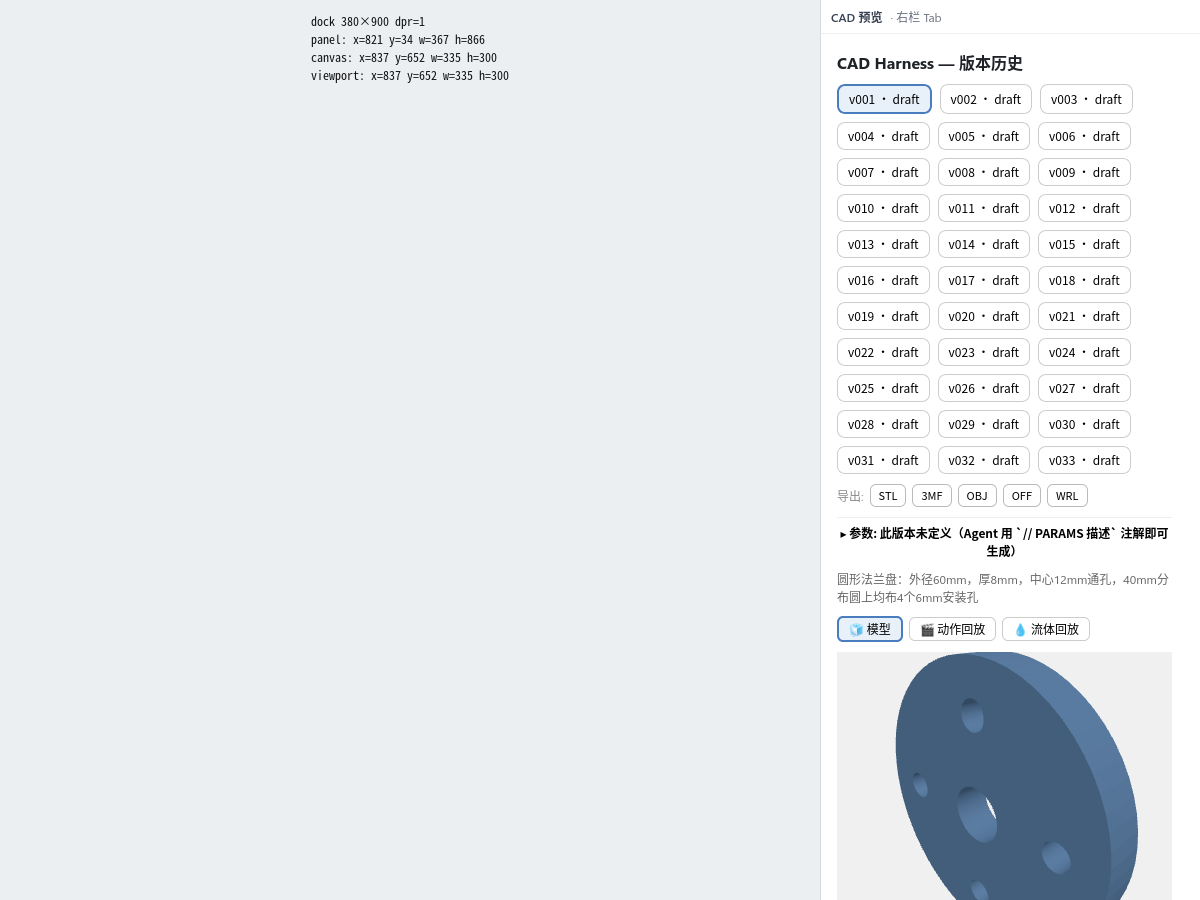 dock 380×900 dpr=1
panel: x=821 y=34 w=367 h=866
canvas: x=837 y=652 w=335 h=300
viewport: x=837 y=652 w=335 h=300
CAD 预览 · 右栏 Tab
CAD Harness — 版本历史
v001 · draft v002 · draft v003 · draft
v004 · draft v005 · draft v006 · draft
v007 · draft v008 · draft v009 · draft
v010 · draft v011 · draft v012 · draft
v013 · draft v014 · draft v015 · draft
v016 · draft v017 · draft v018 · draft
v019 · draft v020 · draft v021 · draft
v022 · draft v023 · draft v024 · draft
v025 · draft v026 · draft v027 · draft
v028 · draft v029 · draft v030 · draft
v031 · draft v032 · draft v033 · draft
导出: STL 3MF OBJ OFF WRL
▸ 参数: 此版本未定义（Agent 用 `// PARAMS 描述` 注解即可
生成）
圆形法兰盘：外径60mm，厚8mm，中心12mm通孔，40mm分
布圆上均布4个6mm安装孔
🧊 模型 🎬 动作回放 💧 流体回放